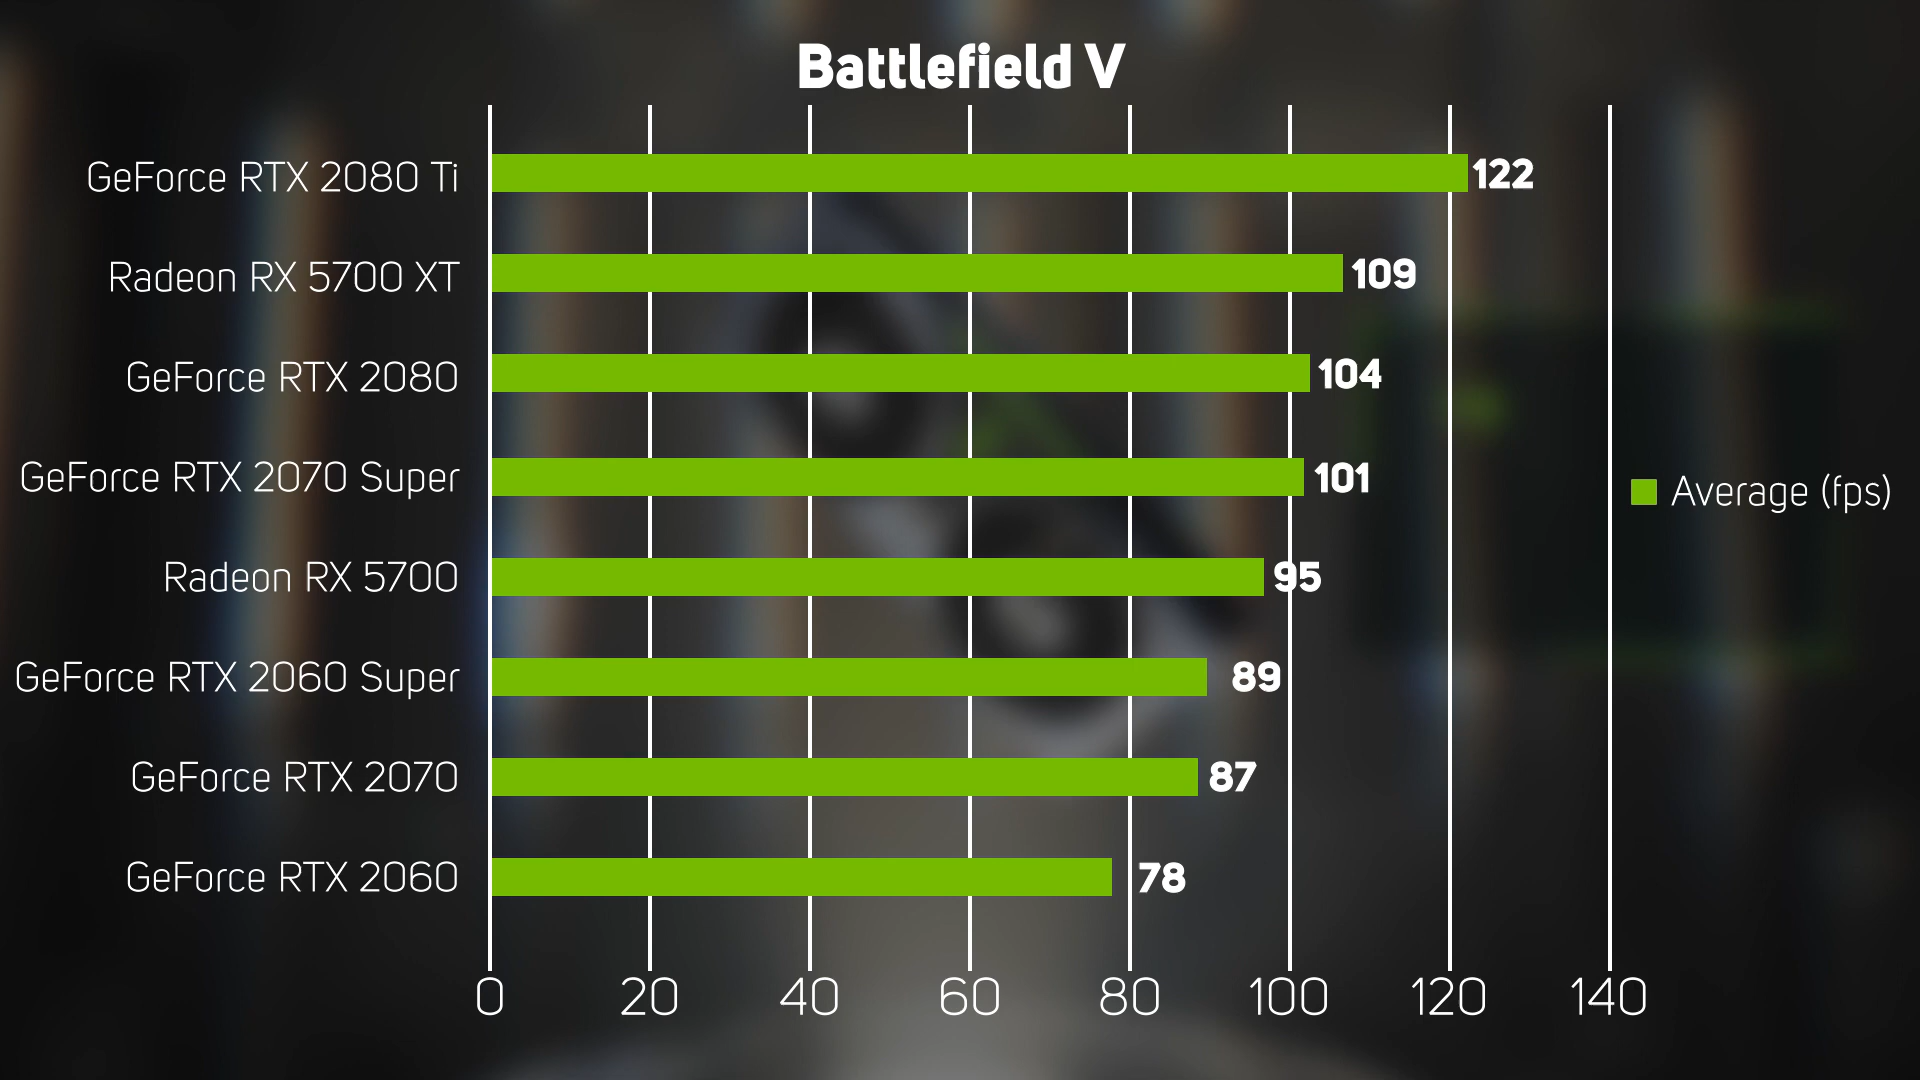 Battlefield V
GeForce RTX 2080 Ti 122
Radeon RX 5700 XT 109
GeForce RTX 2080 104
GeForce RTX 2070 Super 101
Average (fps)
Radeon RX 5700 95
GeForce RTX 2060 Super 89
GeForce RTX 2070 87
GeForce RTX 2060 78
0 20 40 60 80 100 120 140